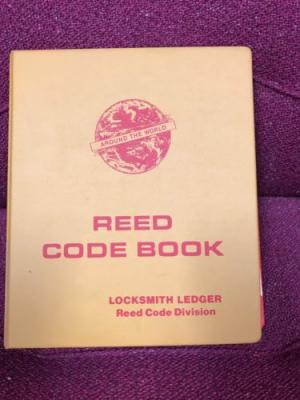 AROUND THE WORLD
REED
CODE BOOK
LOCKSMITH LEDGER
Reed Code Division